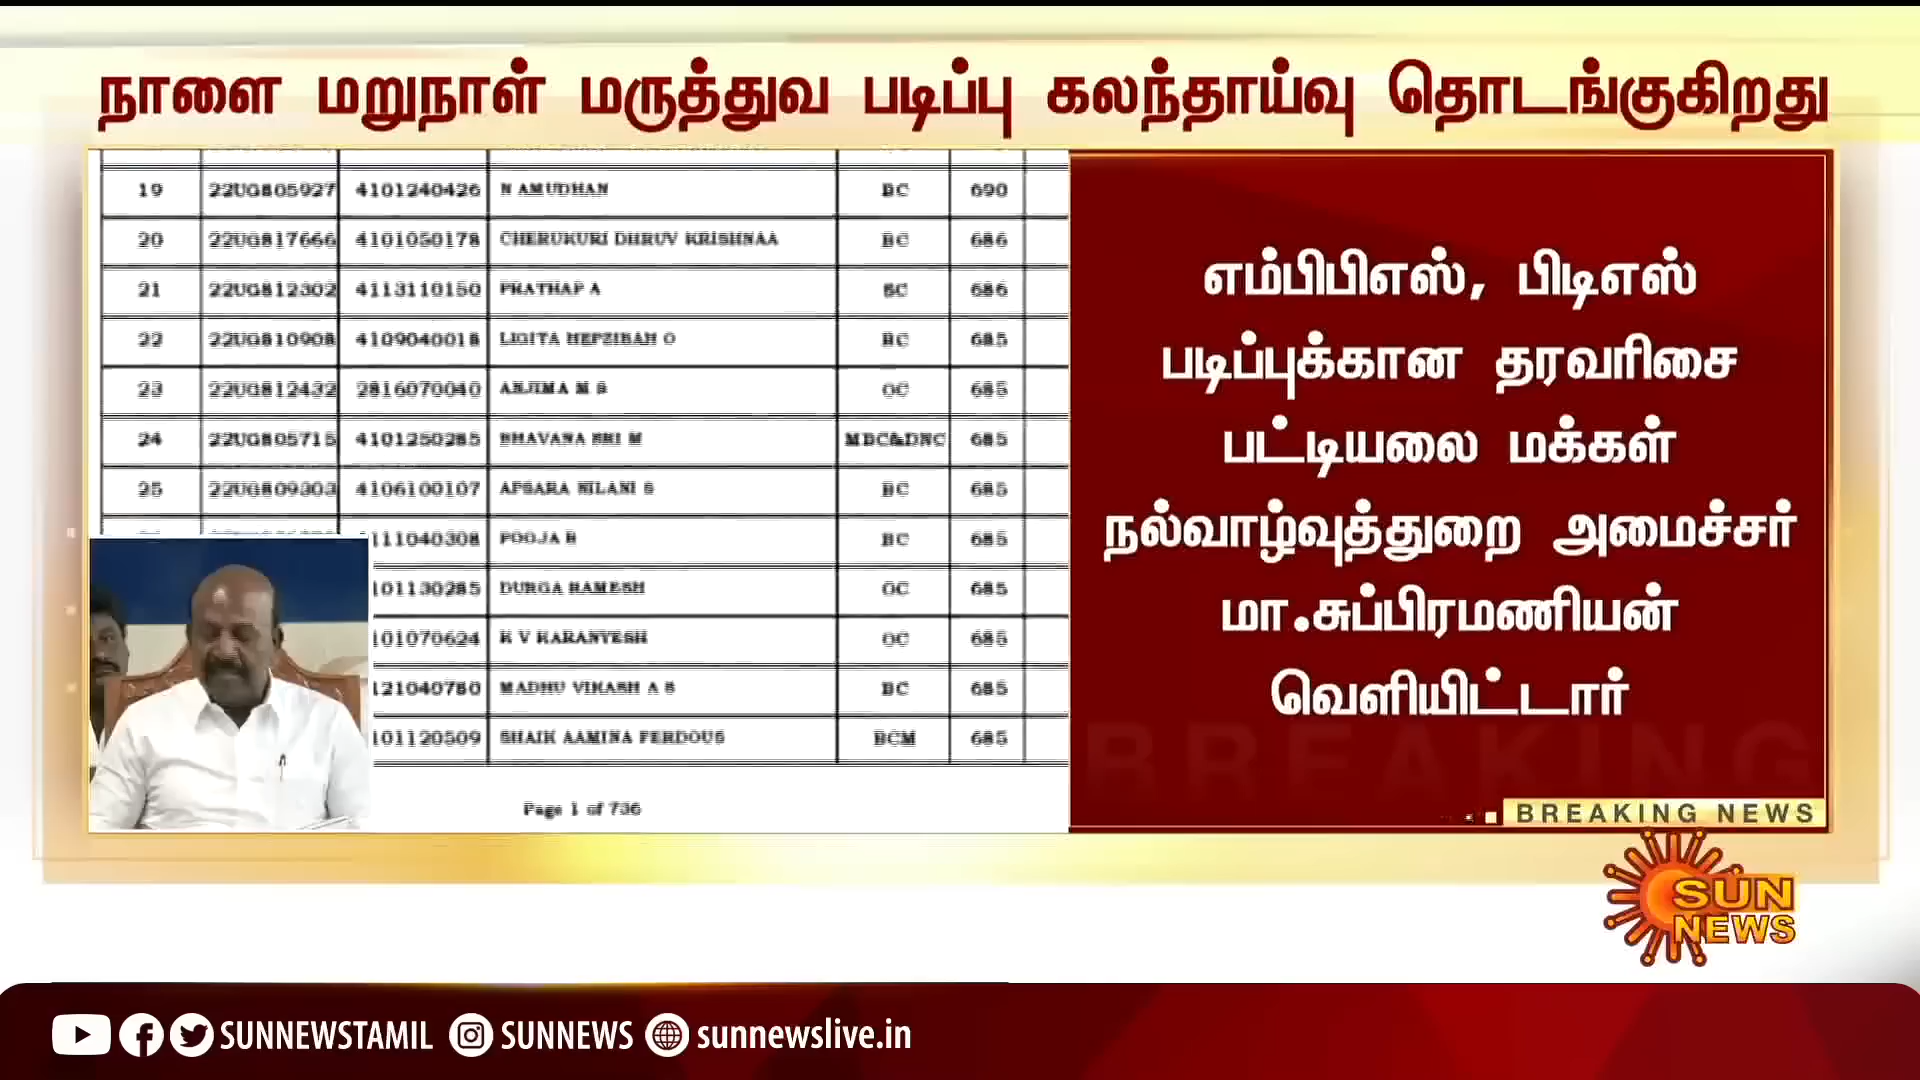 நாளை மறுநாள் மருத்துவ படிப்பு கலந்தாய்வு தொடங்குகிறது
19 22UG805927 4101240426 N AMUDHAN BC 690
20 22UG817666 4101050178 CHERUKURI DHRUV KRISHNAA BC 686
21 22UG812302 4113110150 PRATHAP A SC 686
22 22UG810908 4109040018 LIGITA HEPZIBAH O BC 685
23 22UG812432 2816070040 ANJIMA M S OC 685
24 22UG805715 4101250285 BHAVANA SRI M MBC&DNC 685
25 22UG809303 4106100107 APSARA NILANI S BC 685
111040308 POOJA R BC 685
101130285 DURGA RAMESH OC 685
101070624 K V KARANYESH OC 685
121040780 MADHU VIKASH A S BC 685
101120509 SHAIK AAMINA FERDOUS BCM 685
Page 1 of 736
எம்பிபிஎஸ், பிடிஎஸ்
படிப்புக்கான தரவரிசை
பட்டியலை மக்கள்
நல்வாழ்வுத்துறை அமைச்சர்
மா.சுப்பிரமணியன்
வெளியிட்டார்
BREAKING
BREAKING NEWS
SUN
NEWS
SUNNEWSTAMIL SUNNEWS sunnewslive.in